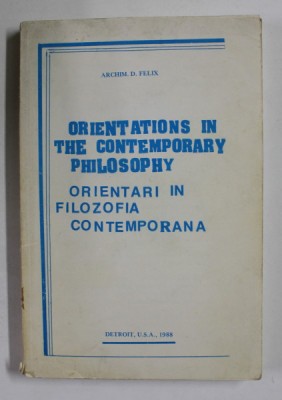 ARCHIM. D. FELIX
ORIENTATIONS IN
THE CONTEMPORARY
PHILOSOPHY
ORIENTARI IN
FILOZOFIA
CONTEMPORANA
DETROIT, U.S.A., 1988